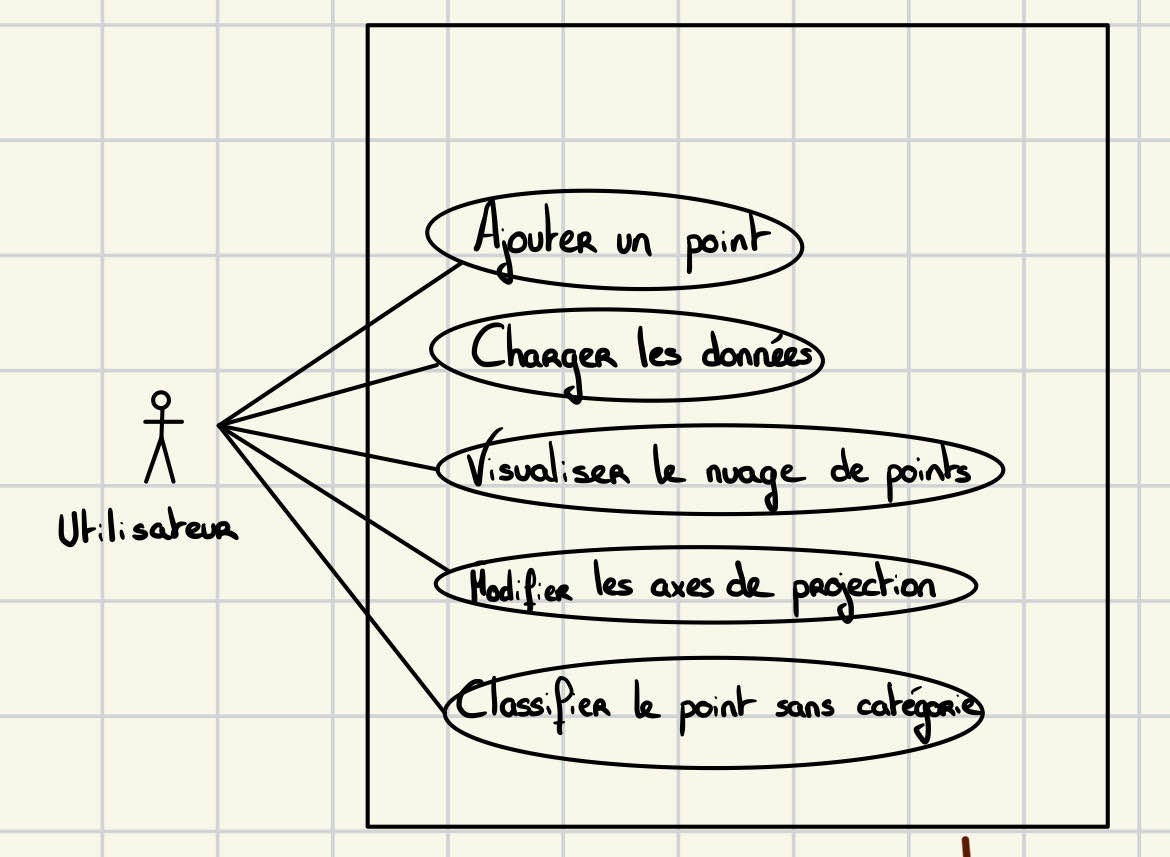 Ajouter un point
Charger les données
Visualiser le nuage de points
Utilisateur
Modifier les axes de projection
Classifier le point sans catégorie